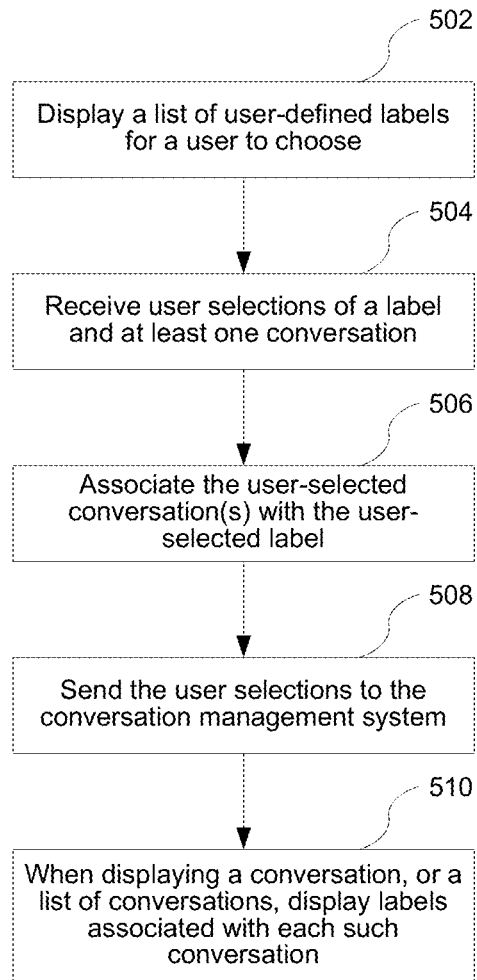 502
Display a list of user-defined labels
for a user to choose
504
Receive user selections of a label
and at least one conversation
506
Associate the user-selected
conversation(s) with the user-
selected label
508
Send the user selections to the
conversation management system
510
When displaying a conversation, or a
list of conversations, display labels
associated with each such
conversation